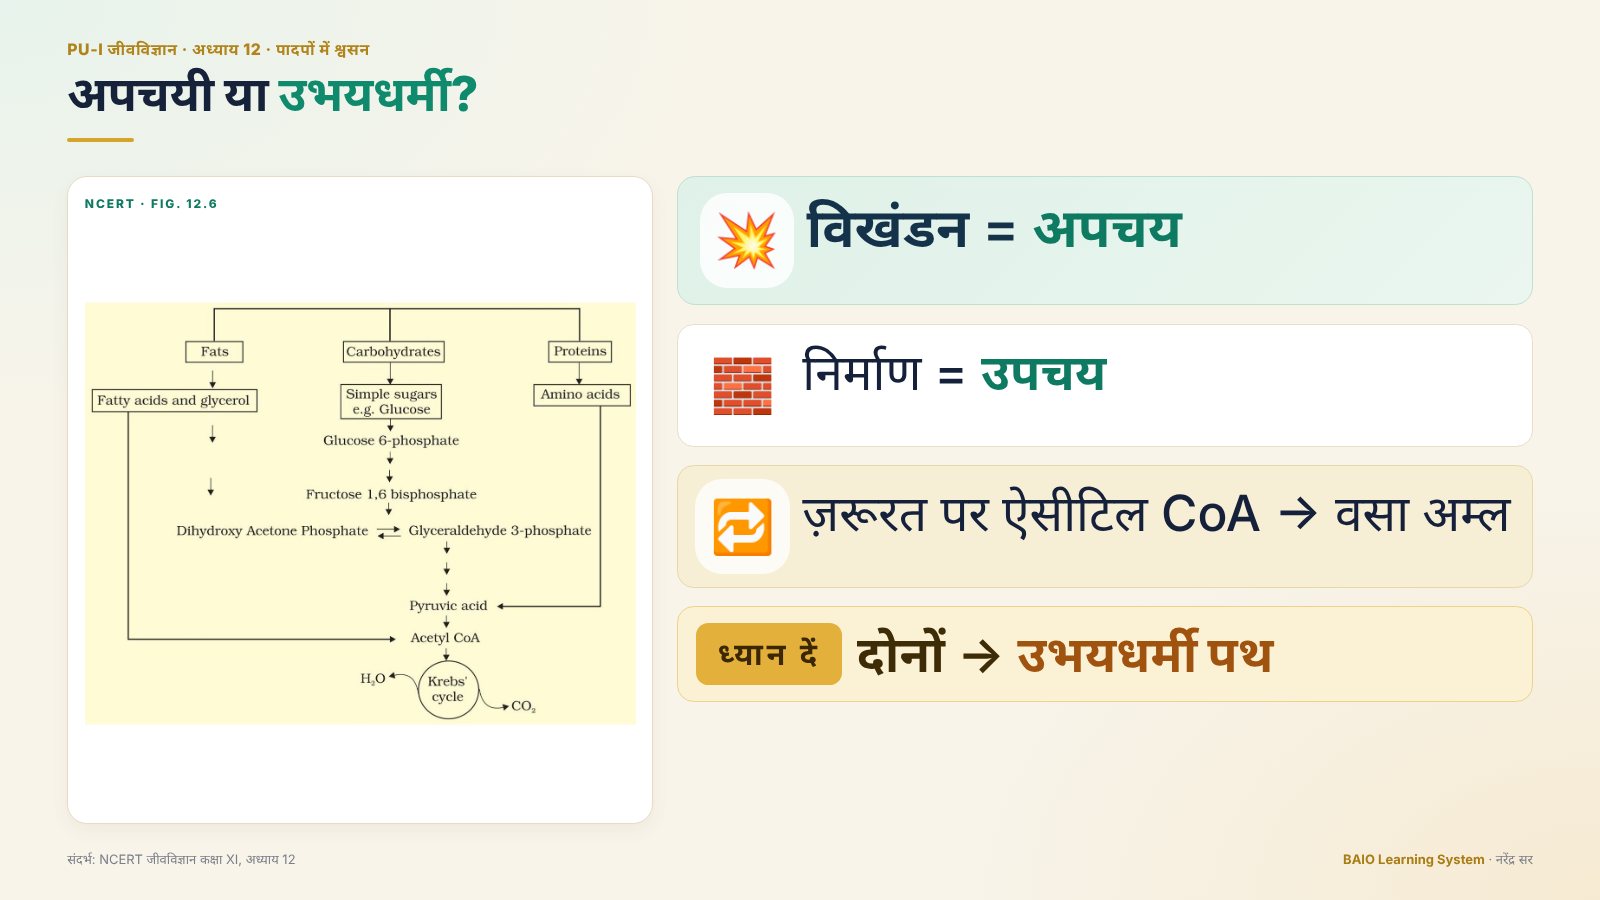 PU-I जीवविज्ञान · अध्याय 12 · पादपों में श्वसन
अपचयी या उभयधर्मी?
NCERT · FIG. 12.6
Fats
Carbohydrates
Proteins
Fatty acids and glycerol
Simple sugars
e.g. Glucose
Amino acids
Glucose 6-phosphate
Fructose 1,6 bisphosphate
Dihydroxy Acetone Phosphate
Glyceraldehyde 3-phosphate
Pyruvic acid
Acetyl CoA
H₂O
Krebs'
cycle
CO₂
विखंडन = अपचय
निर्माण = उपचय
ज़रूरत पर ऐसीटिल CoA → वसा अम्ल
ध्यान दें दोनों → उभयधर्मी पथ
संदर्भ: NCERT जीवविज्ञान कक्षा XI, अध्याय 12
BAIO Learning System · नरेंद्र सर